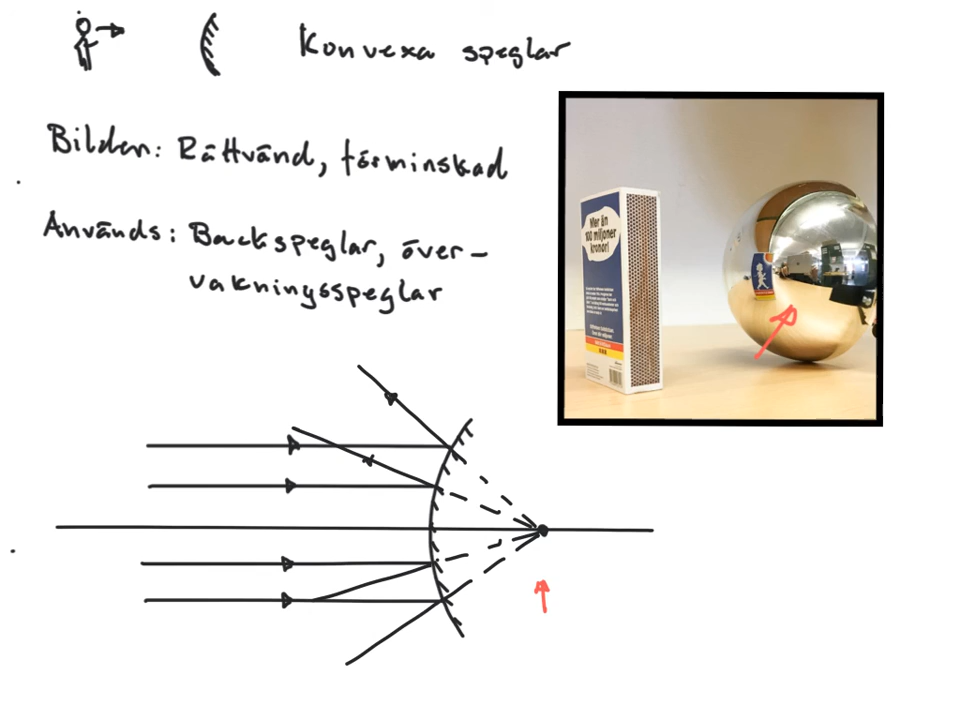 Konvexa speglar
Bilden: Rättvänd, förminskad
Används: Backspeglar, över-
vakningsspeglar
Mer än
100 miljoner
kronor!